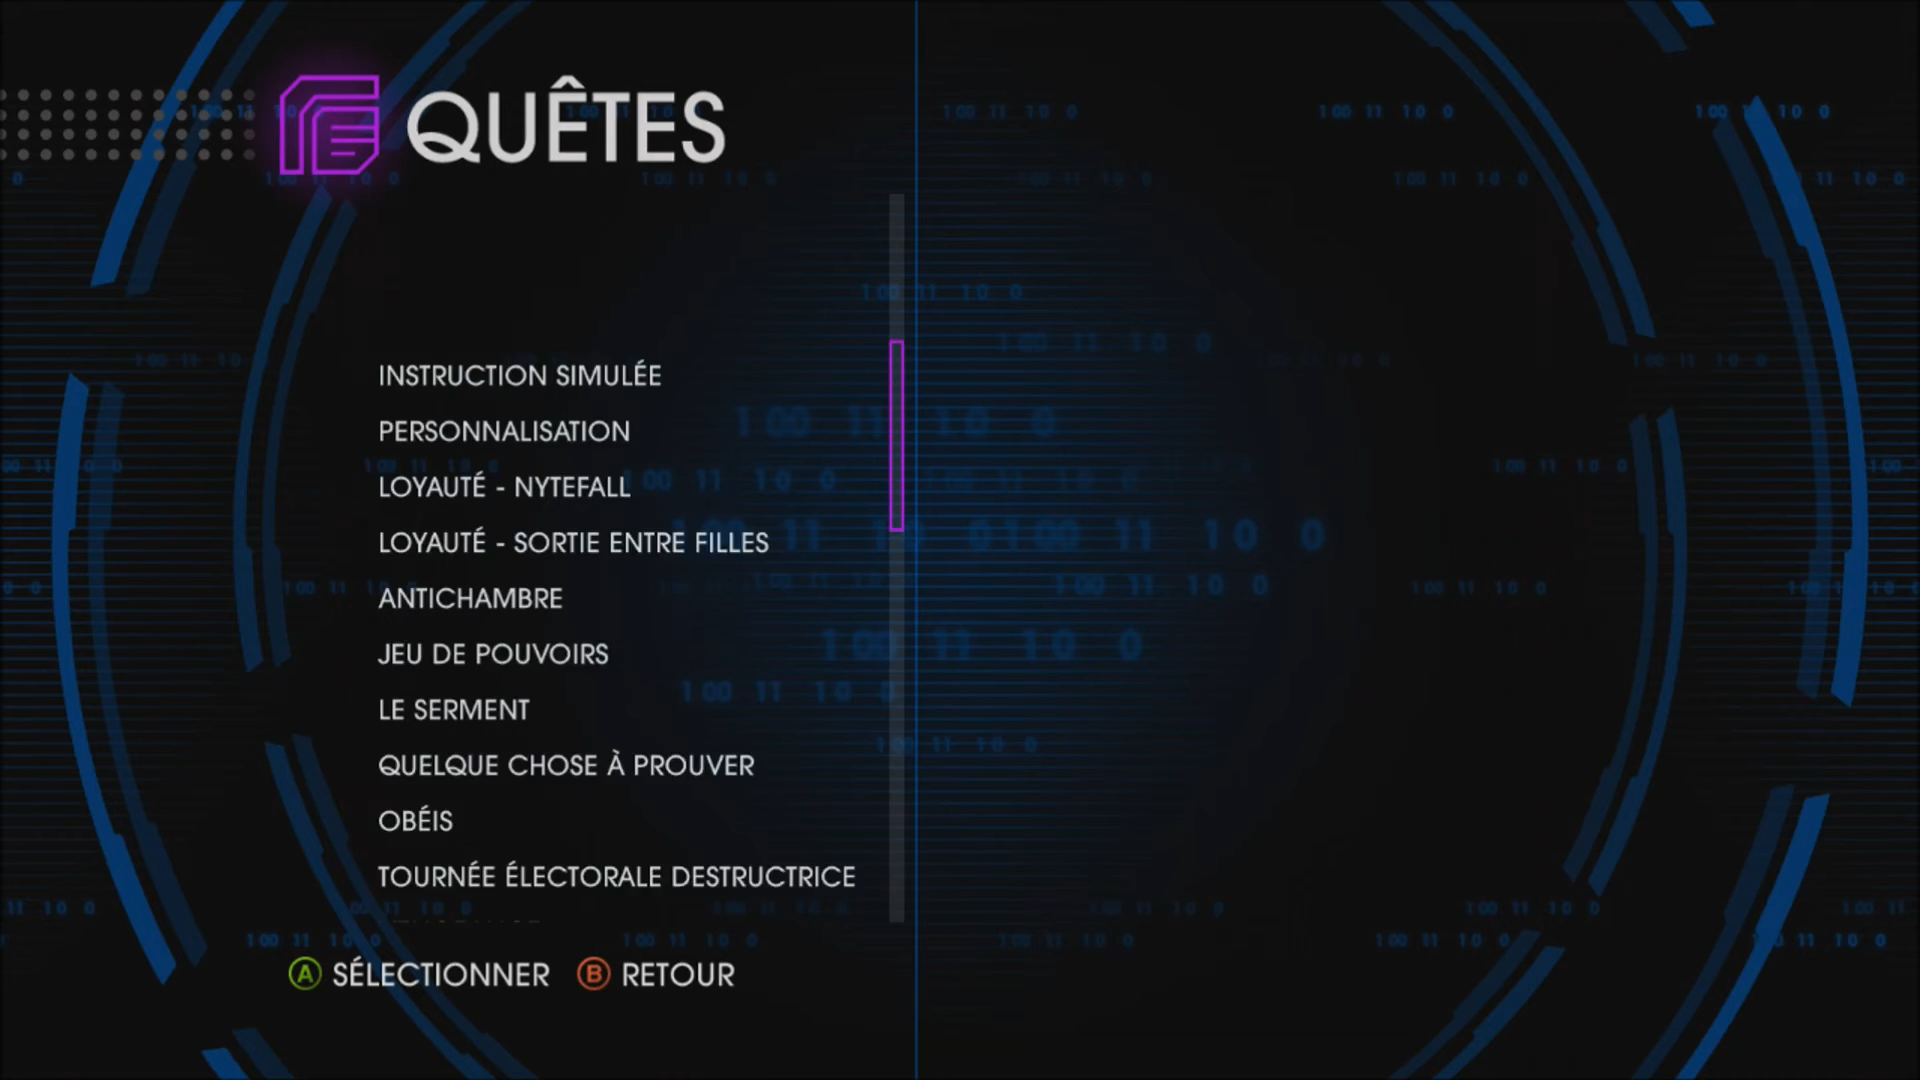 QUÊTES
INSTRUCTION SIMULÉE
PERSONNALISATION
LOYAUTÉ - NYTEFALL
LOYAUTÉ - SORTIE ENTRE FILLES
ANTICHAMBRE
JEU DE POUVOIRS
LE SERMENT
QUELQUE CHOSE À PROUVER
OBÉIS
TOURNÉE ÉLECTORALE DESTRUCTRICE
A SÉLECTIONNER B RETOUR